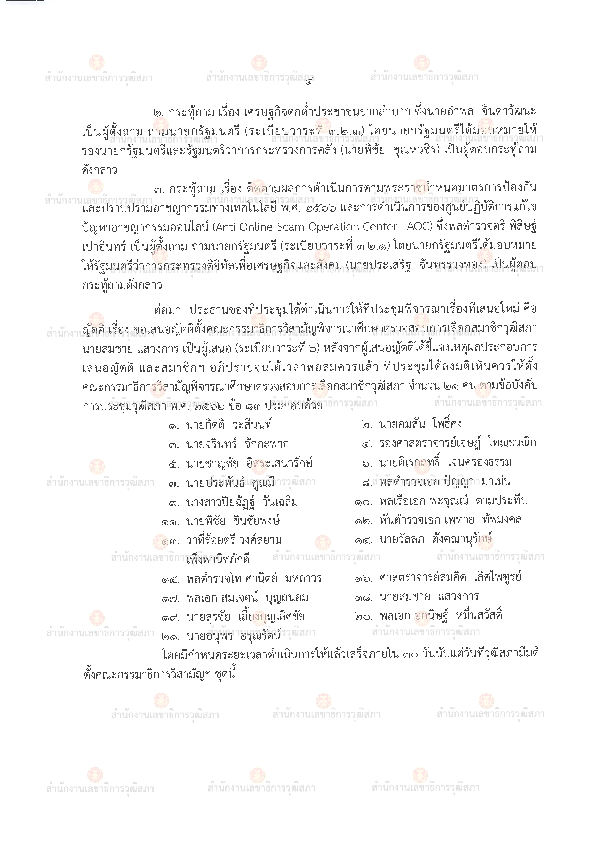 ๕
๒. กระทู้ถาม เรื่อง เศรษฐกิจตกต่ำประชาชนยากลำบาก ซึ่งนายอำพล จินดาวัฒนะ
เป็นผู้ตั้งถาม ถามนายกรัฐมนตรี (ระเบียบวาระที่ ๓.๒.๓) โดยนายกรัฐมนตรีได้มอบหมายให้
รองนายกรัฐมนตรีและรัฐมนตรีว่าการกระทรวงการคลัง (นายพิชัย ชุณหวชิร) เป็นผู้ตอบกระทู้ถาม
ดังกล่าว
๓. กระทู้ถาม เรื่อง ติดตามผลการดำเนินการตามพระราชกำหนดมาตรการป้องกัน
และปราบปรามอาชญากรรมทางเทคโนโลยี พ.ศ. ๒๕๖๖ และการดำเนินการของศูนย์ปฏิบัติการแก้ไข
ปัญหาอาชญากรรมออนไลน์ (Anti Online Scam Operation Center : AOC) ซึ่งพลตำรวจตรี พิสิษฐ์
เปาอินทร์ เป็นผู้ตั้งถาม ถามนายกรัฐมนตรี (ระเบียบวาระที่ ๓.๒.๑) โดยนายกรัฐมนตรีได้มอบหมาย
ให้รัฐมนตรีว่าการกระทรวงดิจิทัลเพื่อเศรษฐกิจและสังคม (นายประเสริฐ จันทรรวงทอง) เป็นผู้ตอบ
กระทู้ถามดังกล่าว
ต่อมา ประธานของที่ประชุมได้ดำเนินการให้ที่ประชุมพิจารณาเรื่องที่เสนอใหม่ คือ
ญัตติ เรื่อง ขอเสนอญัตติตั้งคณะกรรมาธิการวิสามัญพิจารณาศึกษาตรวจสอบการเลือกสมาชิกวุฒิสภา
นายสมชาย แสวงการ เป็นผู้เสนอ (ระเบียบวาระที่ ๖) หลังจากผู้เสนอญัตติได้ชี้แจงเหตุผลประกอบการ
เสนอญัตติ และสมาชิกฯ อภิปรายจนได้เวลาพอสมควรแล้ว ที่ประชุมได้ลงมติเห็นควรให้ตั้ง
คณะกรรมาธิการวิสามัญพิจารณาศึกษาตรวจสอบการเลือกสมาชิกวุฒิสภา จำนวน ๒๑ คน ตามข้อบังคับ
การประชุมวุฒิสภา พ.ศ. ๒๕๖๒ ข้อ ๘๓ ประกอบด้วย
๑. นายกิตติ วะสีนนท์ ๒. นายคมสัน โพธิ์คง
๓. นายจรินทร์ จักกะพาก ๔. รองศาสตราจารย์เจษฎ์ โทณะวณิก
๕. นายชาญชัย อิสระเสนารักษ์ ๖. นายดิเรกฤทธิ์ เจนครองธรรม
๗. นายประพันธ์ คูณมี ๘. พลตำรวจเอก ปัญญา มาเม่น
๙. นางสาวปิยฉัฏฐ์ วันเฉลิม ๑๐. พลเรือเอก พะจุณณ์ ตามประทีป
๑๑. นายพิชัย ขันชัยพงษ์ ๑๒. พันตำรวจเอก เพทาย ทัพมงคล
๑๓. ว่าที่ร้อยตรี วงศ์สยาม ๑๔. นายวัลลภ ตังคณานุรักษ์
เพ็งพานิชภักดี
๑๕. พลตำรวจโท ศานิตย์ มหถาวร ๑๖. ศาสตราจารย์สมคิด เลิศไพฑูรย์
๑๗. พลเอก สมเจตน์ บุญถนอม ๑๘. นายสมชาย แสวงการ
๑๙. นายสุรชัย เลี้ยงบุญเลิศชัย ๒๐. พลเอก อกนิษฐ์ หมื่นสวัสดิ์
๒๑. นายอนุพร อรุณรัตน์
โดยมีกำหนดระยะเวลาดำเนินการให้แล้วเสร็จภายใน ๓๐ วันนับแต่วันที่วุฒิสภามีมติ
ตั้งคณะกรรมาธิการวิสามัญฯ ชุดนี้
สำนักงานเลขาธิการวุฒิสภา